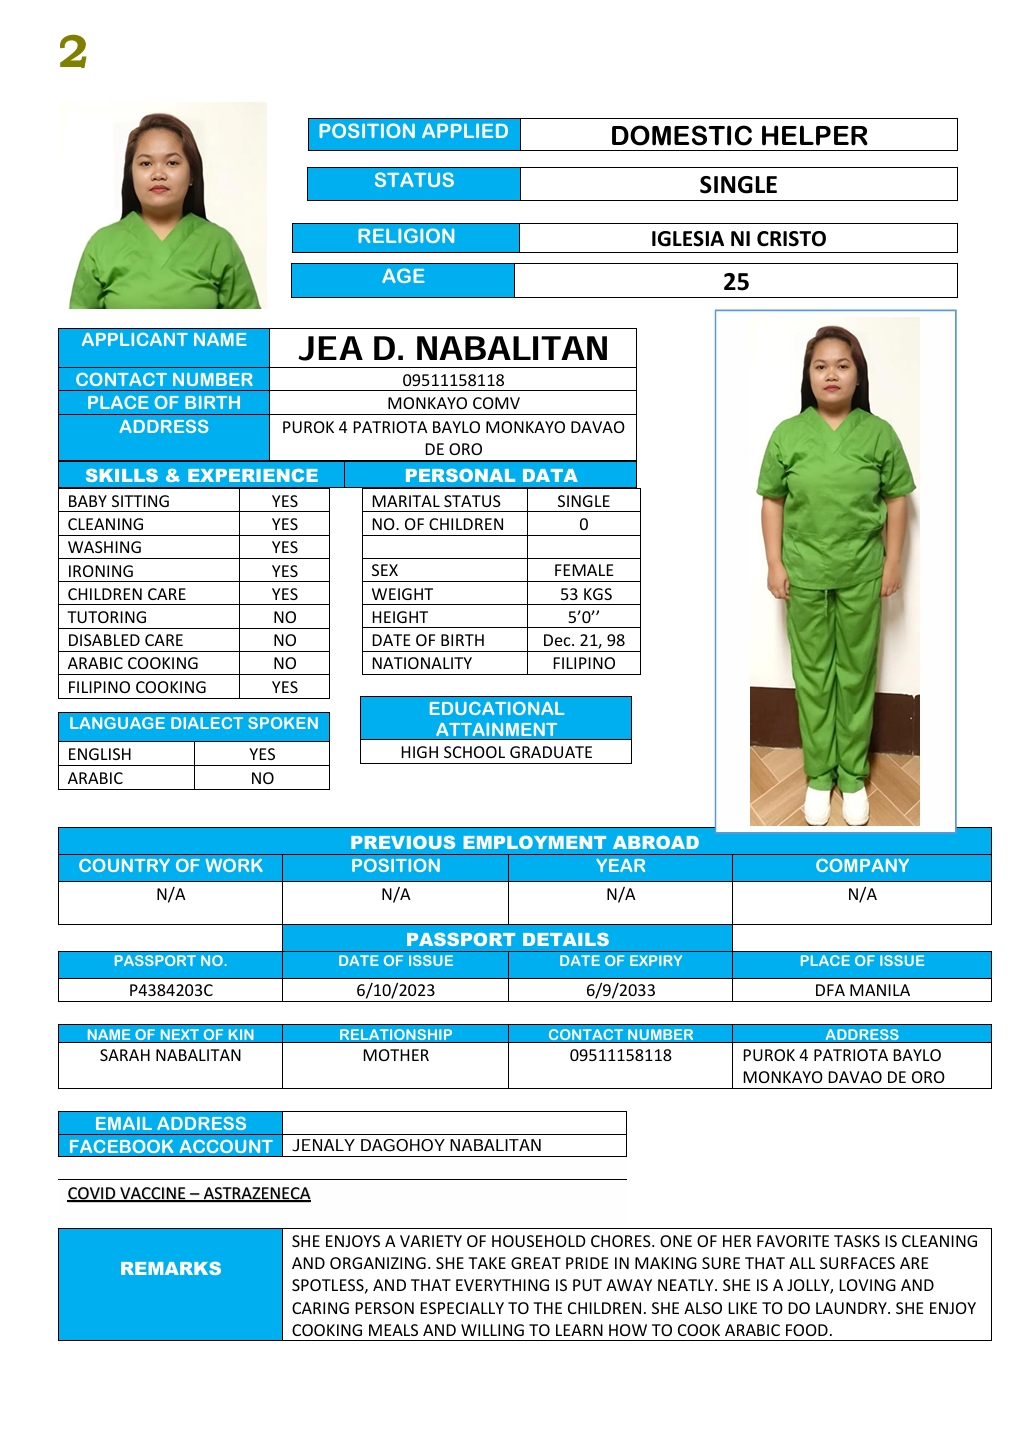 2
POSITION APPLIED DOMESTIC HELPER
STATUS SINGLE
RELIGION IGLESIA NI CRISTO
AGE 25
APPLICANT NAME JEA D. NABALITAN
CONTACT NUMBER 09511158118
PLACE OF BIRTH MONKAYO COMV
ADDRESS PUROK 4 PATRIOTA BAYLO MONKAYO DAVAO
DE ORO
SKILLS & EXPERIENCE PERSONAL DATA
BABY SITTING YES MARITAL STATUS SINGLE
CLEANING YES NO. OF CHILDREN 0
WASHING YES
IRONING YES SEX FEMALE
CHILDREN CARE YES WEIGHT 53 KGS
TUTORING NO HEIGHT 5’0’’
DISABLED CARE NO DATE OF BIRTH Dec. 21, 98
ARABIC COOKING NO NATIONALITY FILIPINO
FILIPINO COOKING YES
LANGUAGE DIALECT SPOKEN
ENGLISH YES
ARABIC NO
EDUCATIONAL
ATTAINMENT
HIGH SCHOOL GRADUATE
PREVIOUS EMPLOYMENT ABROAD
COUNTRY OF WORK POSITION YEAR COMPANY
N/A N/A N/A N/A
PASSPORT DETAILS
PASSPORT NO. DATE OF ISSUE DATE OF EXPIRY PLACE OF ISSUE
P4384203C 6/10/2023 6/9/2033 DFA MANILA
NAME OF NEXT OF KIN RELATIONSHIP CONTACT NUMBER ADDRESS
SARAH NABALITAN MOTHER 09511158118 PUROK 4 PATRIOTA BAYLO
MONKAYO DAVAO DE ORO
EMAIL ADDRESS
FACEBOOK ACCOUNT JENALY DAGOHOY NABALITAN
COVID VACCINE – ASTRAZENECA
REMARKS
SHE ENJOYS A VARIETY OF HOUSEHOLD CHORES. ONE OF HER FAVORITE TASKS IS CLEANING
AND ORGANIZING. SHE TAKE GREAT PRIDE IN MAKING SURE THAT ALL SURFACES ARE
SPOTLESS, AND THAT EVERYTHING IS PUT AWAY NEATLY. SHE IS A JOLLY, LOVING AND
CARING PERSON ESPECIALLY TO THE CHILDREN. SHE ALSO LIKE TO DO LAUNDRY. SHE ENJOY
COOKING MEALS AND WILLING TO LEARN HOW TO COOK ARABIC FOOD.